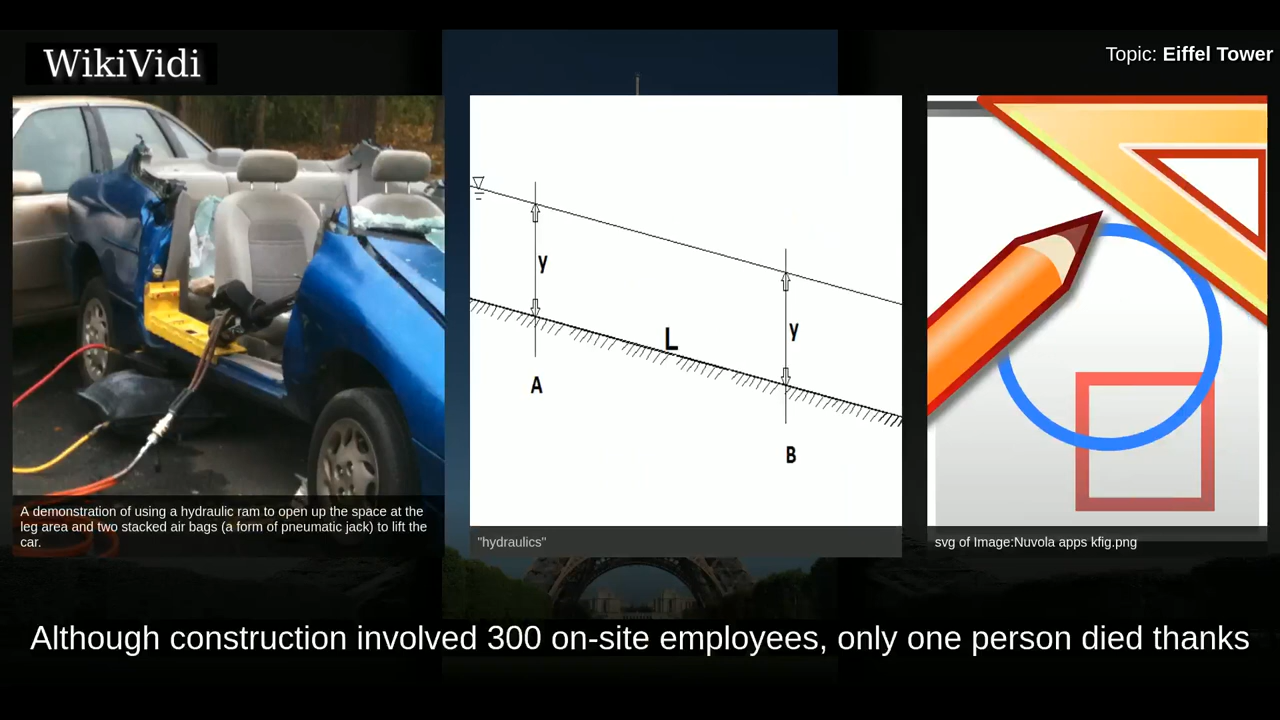 WikiVidi
Topic: Eiffel Tower
y
y
L
A
B
A demonstration of using a hydraulic ram to open up the space at the
leg area and two stacked air bags (a form of pneumatic jack) to lift the
car.
"hydraulics"
svg of Image:Nuvola apps kfig.png
Although construction involved 300 on-site employees, only one person died thanks